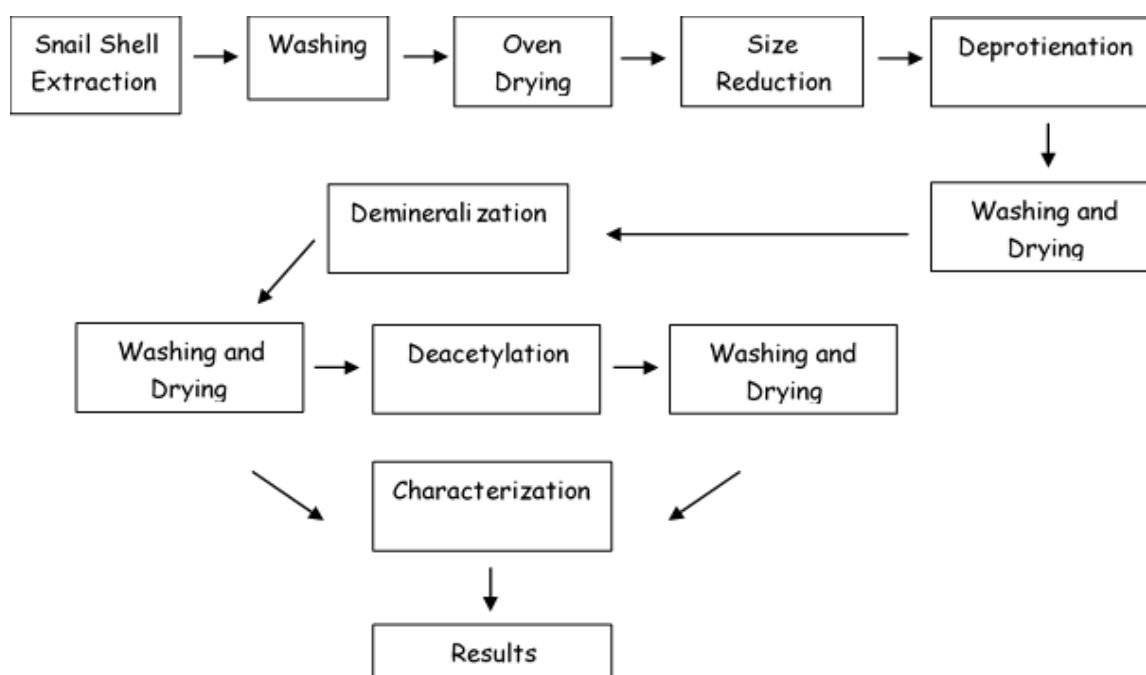 Snail Shell
Extraction
Washing
Oven
Drying
Size
Reduction
Deprotienation
Washing and
Drying
Demineralization
Washing and
Drying
Deacetylation
Washing and
Drying
Characterization
Results